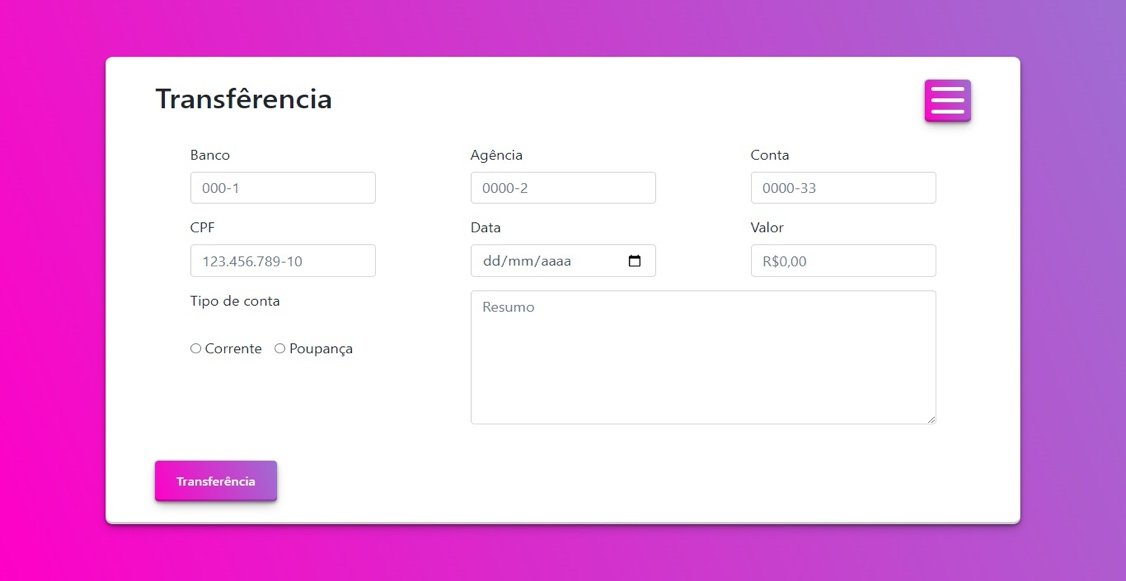 Transfêrencia
Banco Agência Conta
000-1 0000-2 0000-33
CPF Data Valor
123.456.789-10 dd/mm/aaaa R$0,00
Tipo de conta
Resumo
Corrente Poupança
Transferência